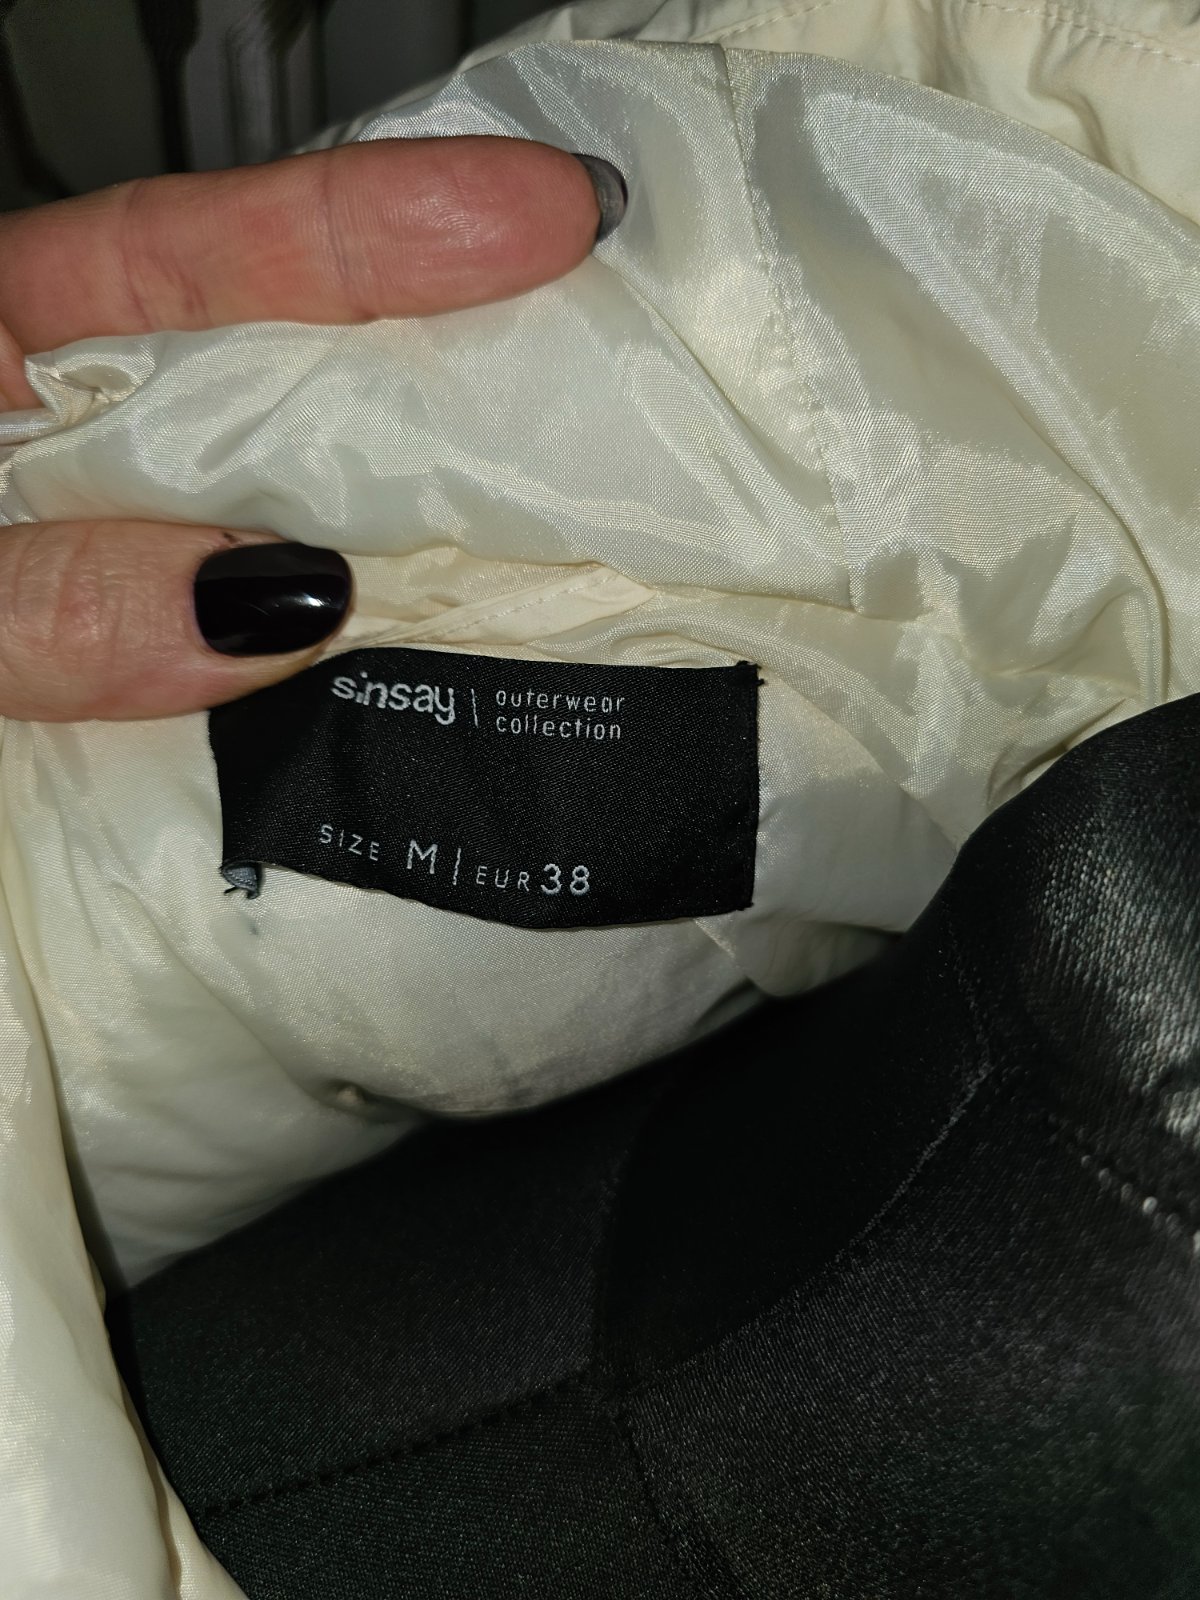 sinsay | outerwear
collection
SIZE M | EUR 38